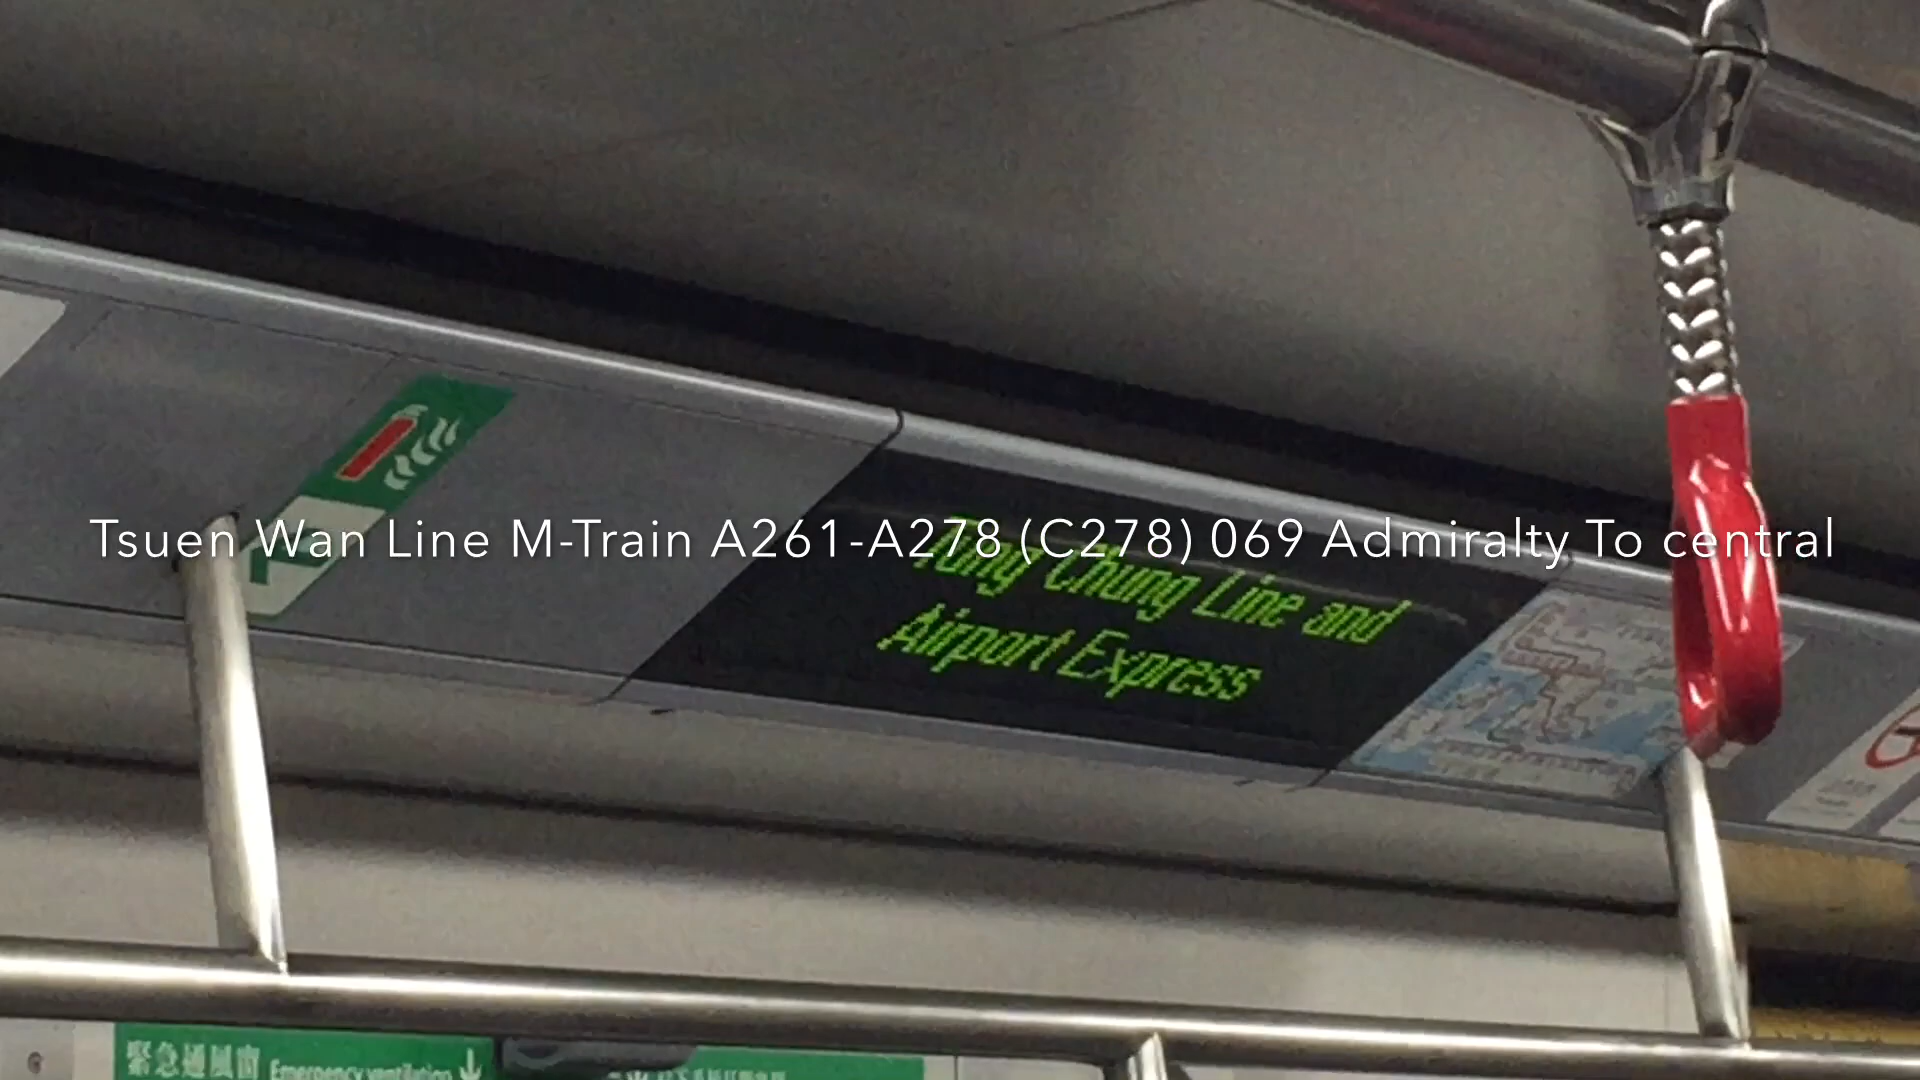 Tsuen Wan Line M-Train A261-A278 (C278) 069 Admiralty To central
Tung Chung Line and
Airport Express
緊急通風窗 Emergency ventilation